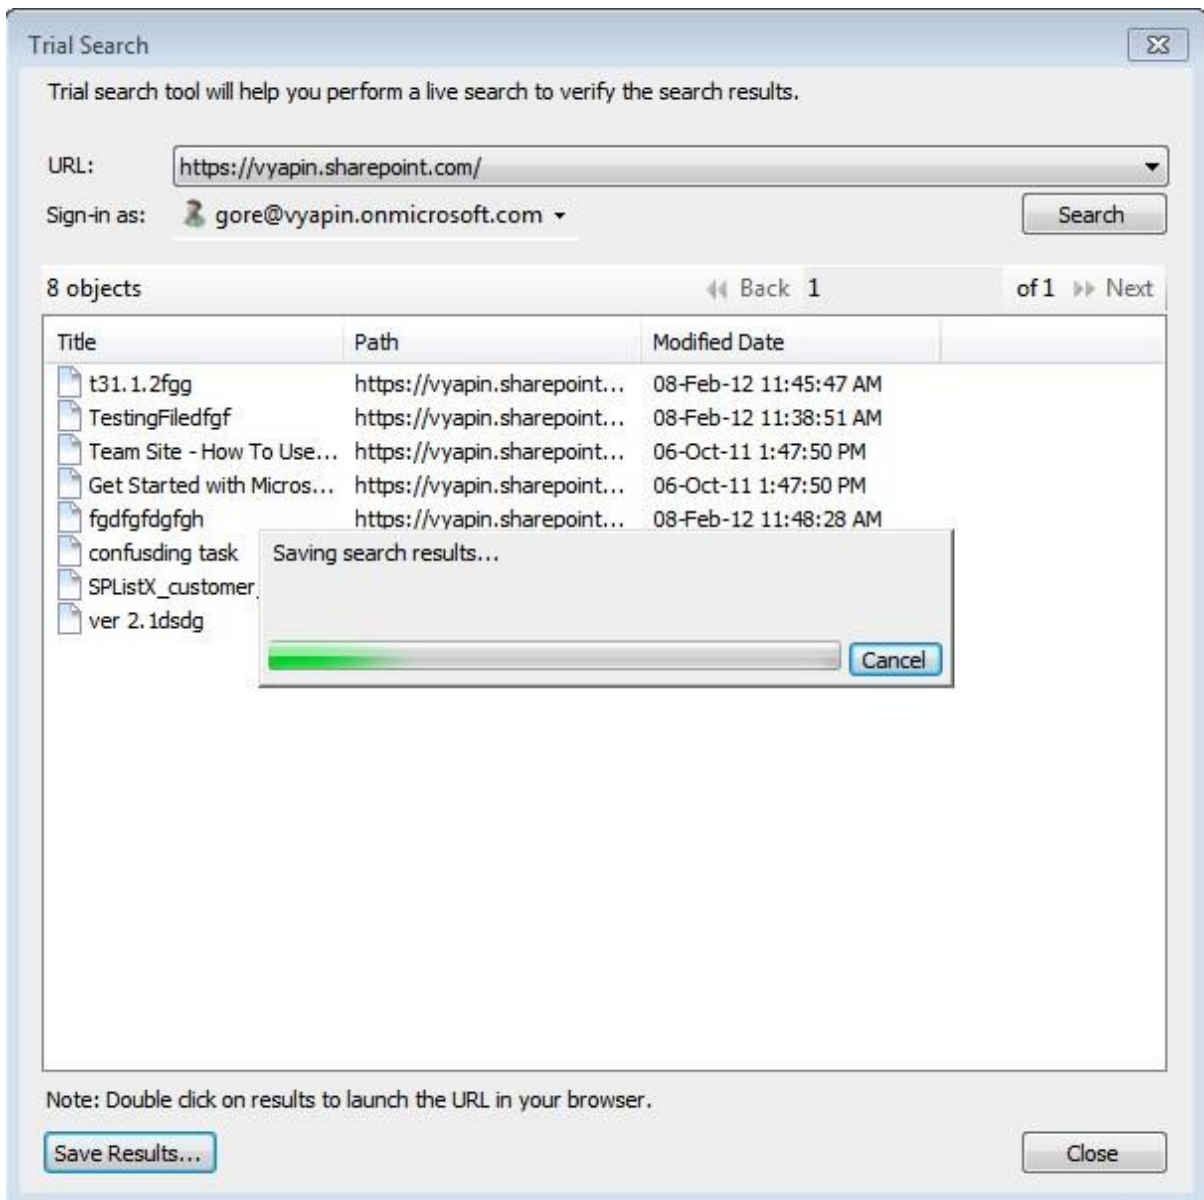 Trial Search
Trial search tool will help you perform a live search to verify the search results.
URL: https://vyapin.sharepoint.com/
Sign-in as: gore@vyapin.onmicrosoft.com Search
8 objects Back 1 of 1 Next
Title Path Modified Date
t31.1.2fgg https://vyapin.sharepoint... 08-Feb-12 11:45:47 AM
TestingFiledfgf https://vyapin.sharepoint... 08-Feb-12 11:38:51 AM
Team Site - How To Use... https://vyapin.sharepoint... 06-Oct-11 1:47:50 PM
Get Started with Micros... https://vyapin.sharepoint... 06-Oct-11 1:47:50 PM
fgdfgfdgfgh https://vyapin.sharepoint... 08-Feb-12 11:48:28 AM
confusding task Saving search results...
SPListX_customer_
ver 2.1dsdg
Cancel
Note: Double click on results to launch the URL in your browser.
Save Results... Close